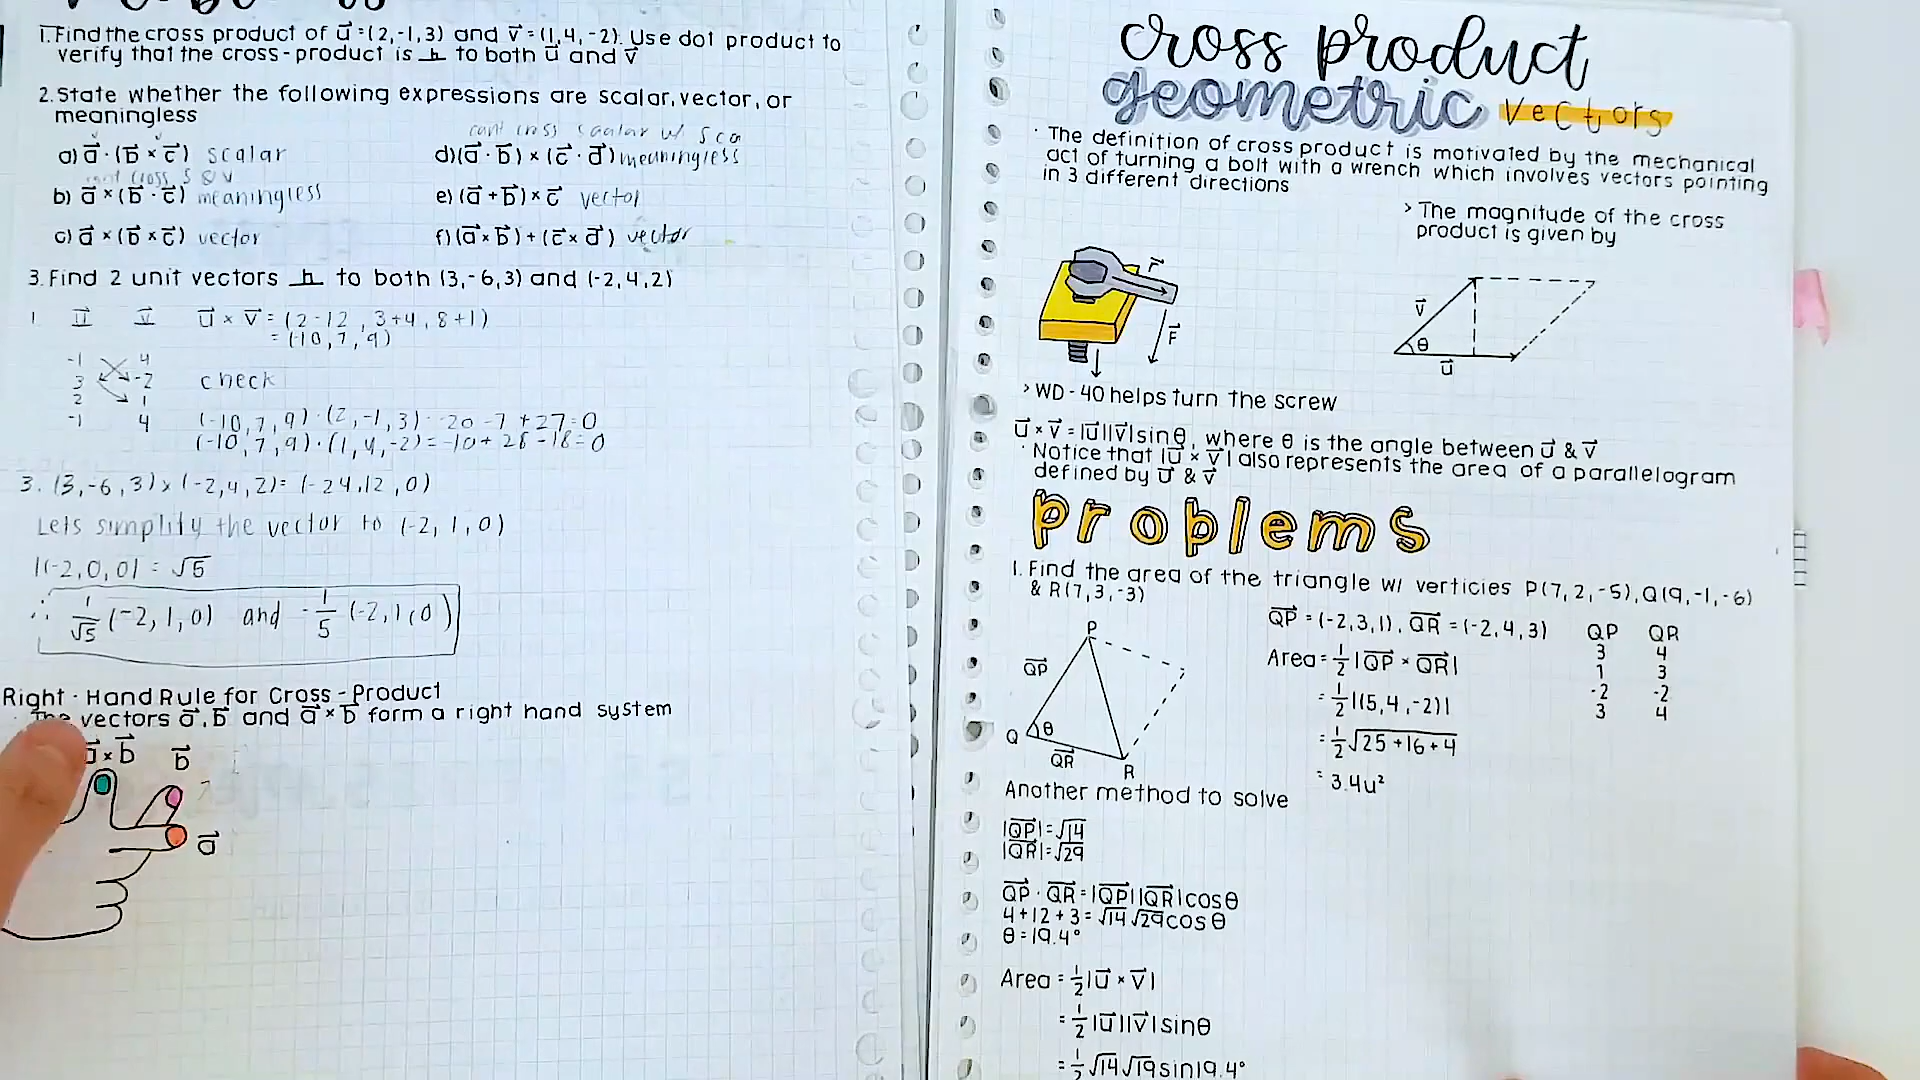 1. Find the cross product of u⃗ = (2,-1,3) and v⃗ = (1,4,-2). Use dot product to
verify that the cross-product is ⊥ to both u⃗ and v⃗
2. State whether the following expressions are scalar, vector, or
meaningless
a) a⃗ · (b⃗ × c⃗) scalar
b) a⃗ × (b⃗ · c⃗) meaningless
c) a⃗ × (b⃗ × c⃗) vector
cant cross scalar w/ sca
d) (a⃗ · b⃗) × (c⃗ · d⃗) meaningless
e) (a⃗ + b⃗) × c⃗ vector
f) (a⃗ × b⃗) + (c⃗ × d⃗) vector
3. Find 2 unit vectors ⊥ to both (3,-6,3) and (-2,4,2)
1 u⃗ v⃗ u⃗ × v⃗ = (2-12, 3+4, 8+1)
= (-10, 7, 9)
-1 4
3 -2
2 1
-1 4
check
(-10, 7, 9) · (2, -1, 3) = -20 -7 +27 = 0
(-10, 7, 9) · (1, 4, -2) = -10 + 28 - 18 = 0
3. (3,-6,3) × (-2,4,2) = (-24,12,0)
Lets simplify the vector to (-2, 1, 0)
|(-2,0,0| = √5
∴ 1/√5 (-2, 1, 0) and -1/5 (-2,1,0)
Right-Hand Rule for Cross-Product
· The vectors a⃗, b⃗ and a⃗ × b⃗ form a right hand system
a⃗ × b⃗ b⃗
a⃗
cross product
geometric vectors
· The definition of cross product is motivated by the mechanical
act of turning a bolt with a wrench which involves vectors pointing
in 3 different directions
> The magnitude of the cross
product is given by
r⃗
F⃗
v⃗
θ
u⃗
> WD-40 helps turn the screw
u⃗ × v⃗ = |u⃗||v⃗|sinθ, where θ is the angle between u⃗ & v⃗
· Notice that |u⃗ × v⃗| also represents the area of a parallelogram
defined by u⃗ & v⃗
problems
1. Find the area of the triangle w/ verticies P(7,2,-5), Q(9,-1,-6)
& R(7,3,-3)
P
QP
Q θ
QR
R
QP = (-2,3,1), QR = (-2,4,3)
Area = 1/2 |QP × QR|
= 1/2 |(5,4,-2)|
= 1/2 √25+16+4
= 3.4u²
QP QR
3 4
1 3
-2 -2
3 4
Another method to solve
|QP| = √14
|QR| = √29
QP · QR = |QP||QR|cosθ
4+12+3 = √14 √29 cosθ
θ = 19.4°
Area = 1/2 |u⃗ × v⃗|
= 1/2 |u⃗||v⃗|sinθ
= 1/2 √14 √19 sin19.4°